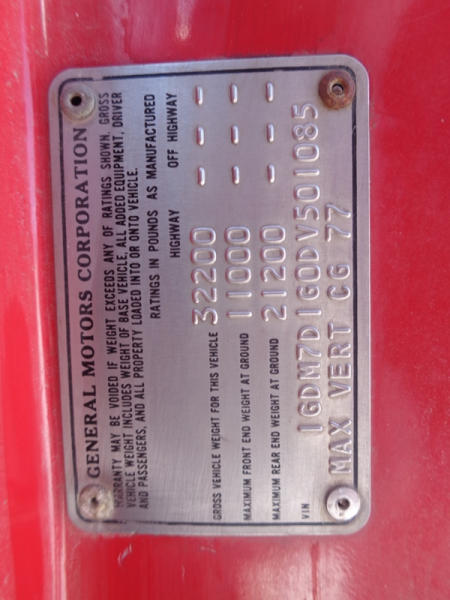 GENERAL MOTORS CORPORATION
WARRANTY MAY BE VOIDED IF WEIGHT EXCEEDS ANY OF RATINGS SHOWN. GROSS
VEHICLE WEIGHT INCLUDES WEIGHT OF BASE VEHICLE, ALL ADDED EQUIPMENT, DRIVER
AND PASSENGERS, AND ALL PROPERTY LOADED INTO OR ONTO VEHICLE.
RATINGS IN POUNDS AS MANUFACTURED
HIGHWAY OFF HIGHWAY
GROSS VEHICLE WEIGHT FOR THIS VEHICLE 32200 - - -
MAXIMUM FRONT END WEIGHT AT GROUND 11000 - - -
MAXIMUM REAR END WEIGHT AT GROUND 21200 - - -
VIN 1GDM7D1G0DV501085
MAX VERT CG 77